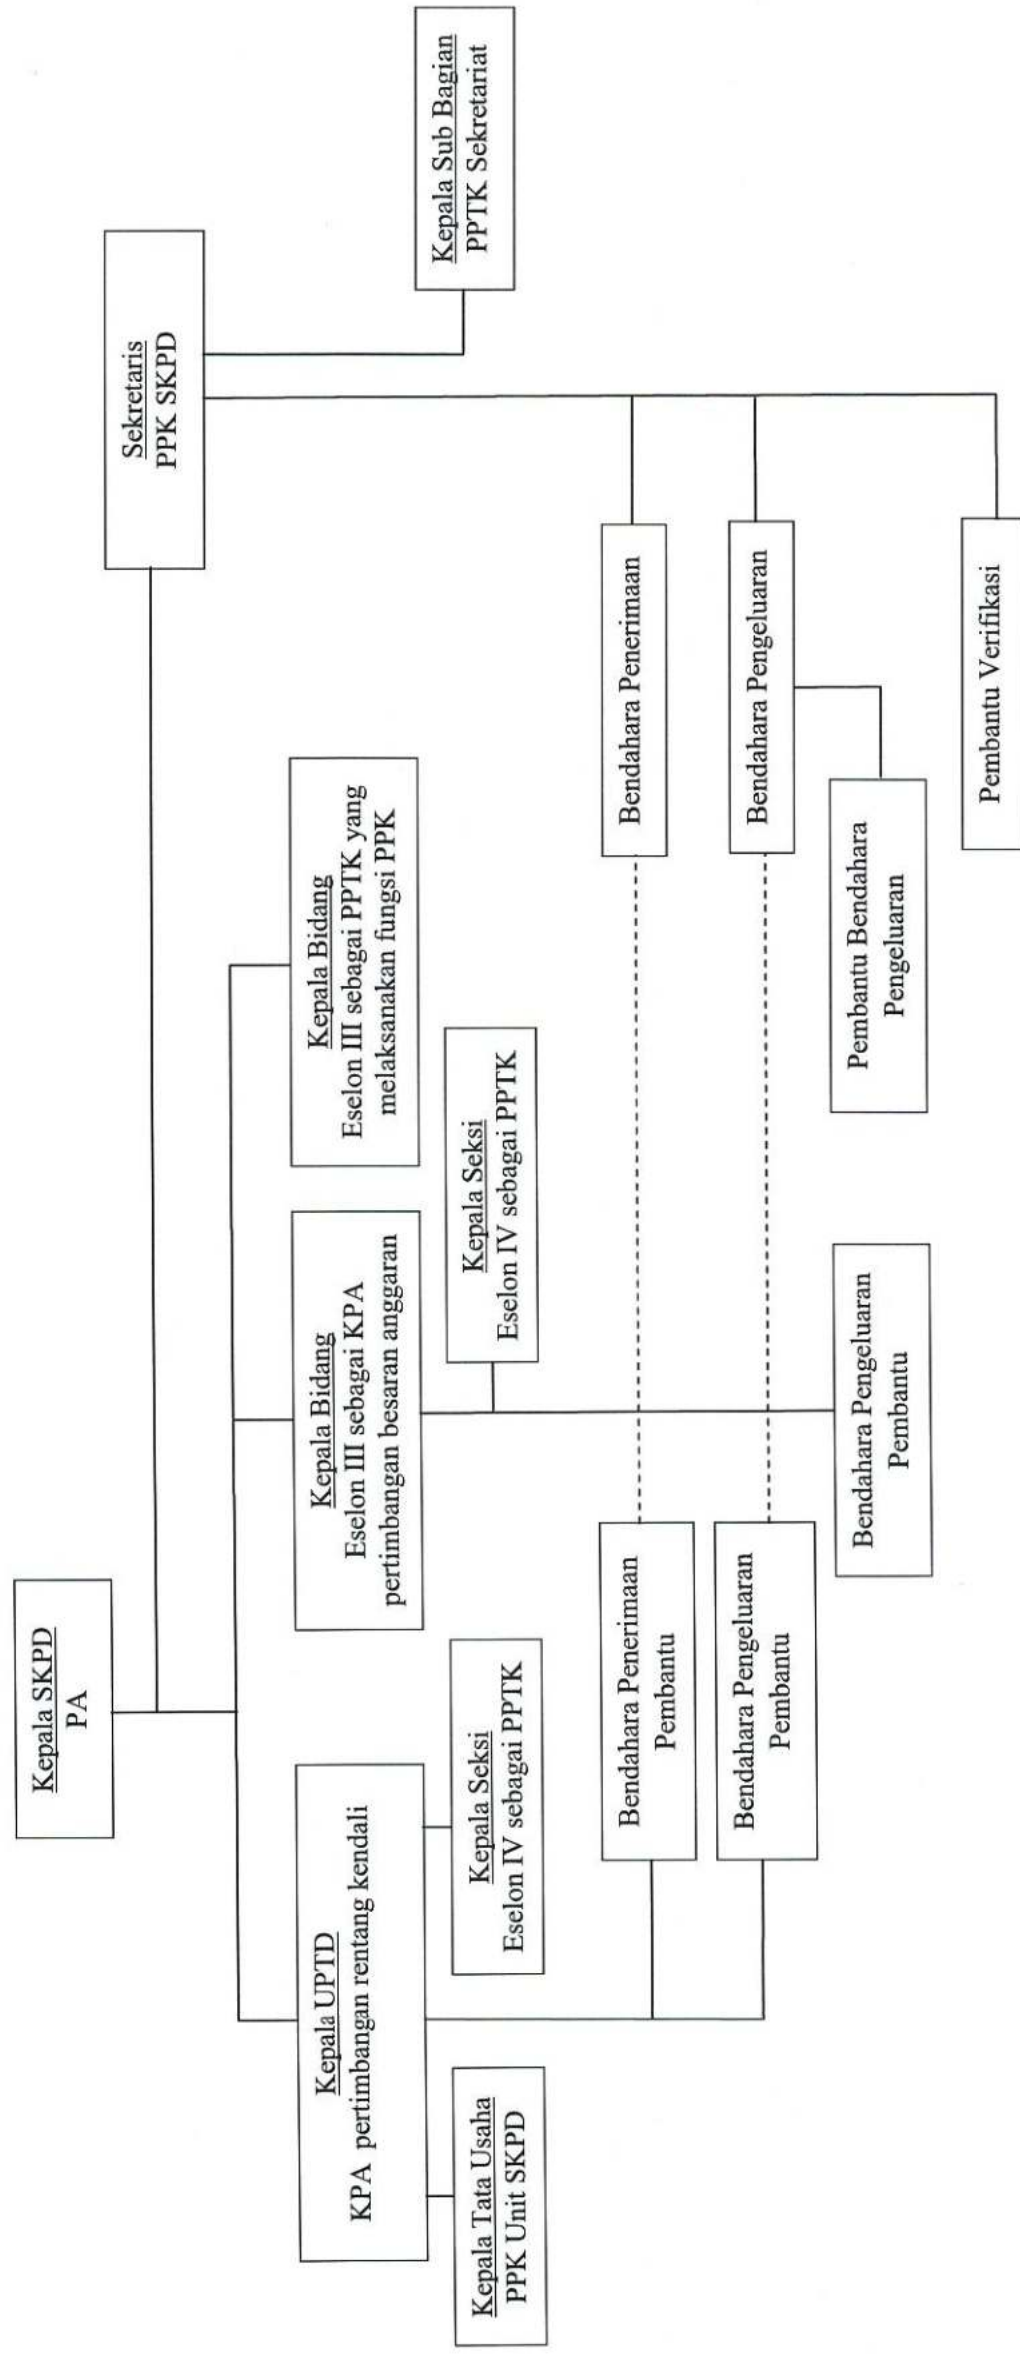 Kepala SKPD
PA
Sekretaris
PPK SKPD
Kepala UPTD
KPA pertimbangan rentang kendali
Kepala Bidang
Eselon III sebagai KPA
pertimbangan besaran anggaran
Kepala Bidang
Eselon III sebagai PPTK yang
melaksanakan fungsi PPK
Kepala Sub Bagian
PPTK Sekretariat
Kepala Tata Usaha
PPK Unit SKPD
Kepala Seksi
Eselon IV sebagai PPTK
Kepala Seksi
Eselon IV sebagai PPTK
Bendahara Penerimaan
Pembantu
Bendahara Penerimaan
Bendahara Pengeluaran
Pembantu
Bendahara Pengeluaran
Bendahara Pengeluaran
Pembantu
Pembantu Bendahara
Pengeluaran
Pembantu Verifikasi